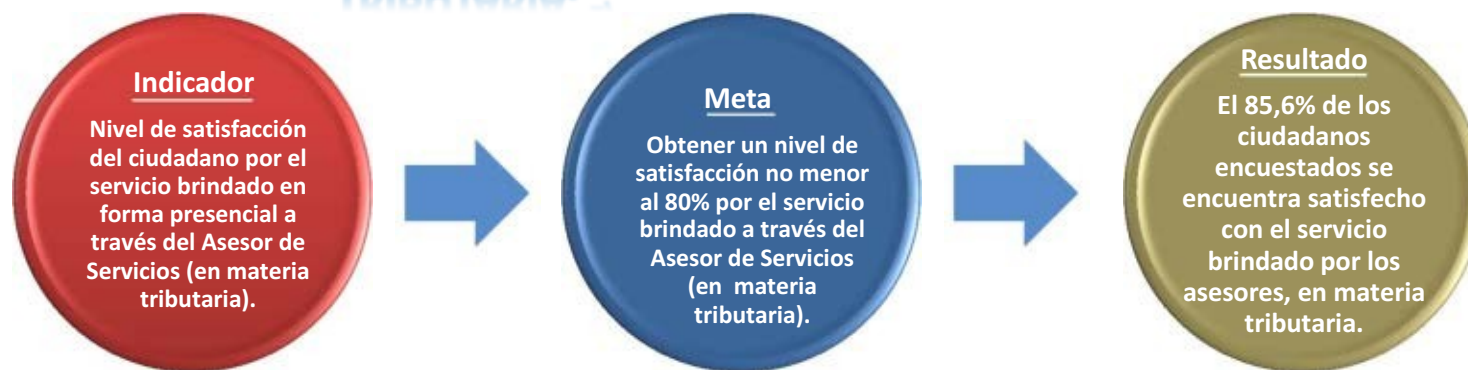 Indicador
Nivel de satisfacción
del ciudadano por el
servicio brindado en
forma presencial a
través del Asesor de
Servicios (en materia
tributaria).
Meta
Obtener un nivel de
satisfacción no menor
al 80% por el servicio
brindado a través del
Asesor de Servicios
(en materia
tributaria).
Resultado
El 85,6% de los
ciudadanos
encuestados se
encuentra satisfecho
con el servicio
brindado por los
asesores, en materia
tributaria.